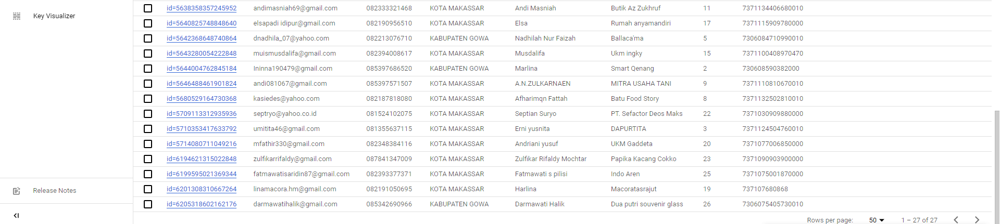 Key Visualizer
id=5638358357245952 andimasniah69@gmail.com 082333321468 KOTA MAKASSAR Andi Masniah Butik Az Zukhruf 11 7371134406680010
id=5640825748848640 elsapadi idipur@gmail.com 082190956510 KOTA MAKASSAR Elsa Rumah anyamandiri 17 7371115909780000
id=5642368648740864 dnadhila_07@yahoo.com 082213076710 KABUPATEN GOWA Nadhilah Nur Faizah Ballaca'ma 5 7306084710990010
id=5643280054222848 muismusdalifa@gmail.com 082394008617 KOTA MAKASSAR Musdalifa Ukm ingky 15 7371100408970470
id=5644004762845184 Ininna190479@gmail.com 085397686520 KABUPATEN GOWA Marlina Smart Qenang 2 730608590382000
id=5646488461901824 andi081067@gmail.com 085397571507 KOTA MAKASSAR A.N.ZULKARNAEN MITRA USAHA TANI 9 7371110810670010
id=5680529164730368 kasiedes@yahoo.com 082187818080 KOTA MAKASSAR Afharimqn Fattah Batu Food Story 8 7371132502810010
id=5709113312935936 septryo@yahoo.co.id 081524102075 KOTA MAKASSAR Septian Suryo PT. Sefactor Deos Maks 22 7371030909880000
id=5710353417633792 umitita46@gmail.com 081355637115 KOTA MAKASSAR Erni yusnita DAPURTITA 3 7371124504760010
id=5714080711049216 mfathir330@gmail.com 082348384116 KOTA MAKASSAR Andriani yusuf UKM Gaddeta 20 7371077006850000
id=6194621315022848 zulfikarrifaldy@gmail.com 087841347009 KOTA MAKASSAR Zulfikar Rifaldy Mochtar Papika Kacang Cokko 23 7371090903900000
id=6199595021369344 fatmawatisaridin87@gmail.com 082393377371 KOTA MAKASSAR Fatmawati s pilisi Indo Aren 25 7371075001870000
Release Notes
id=6201308310667264 linamacora.hm@gmail.com 082191050695 KOTA MAKASSAR Harlina Macoratasrajut 19 737107680868
id=6205318602162176 darmawatihalik@gmail.com 085342690966 KABUPATEN GOWA Darmawati Halik Dua putri souvenir glass 26 7306075405730010
Rows per page: 50 1 – 27 of 27